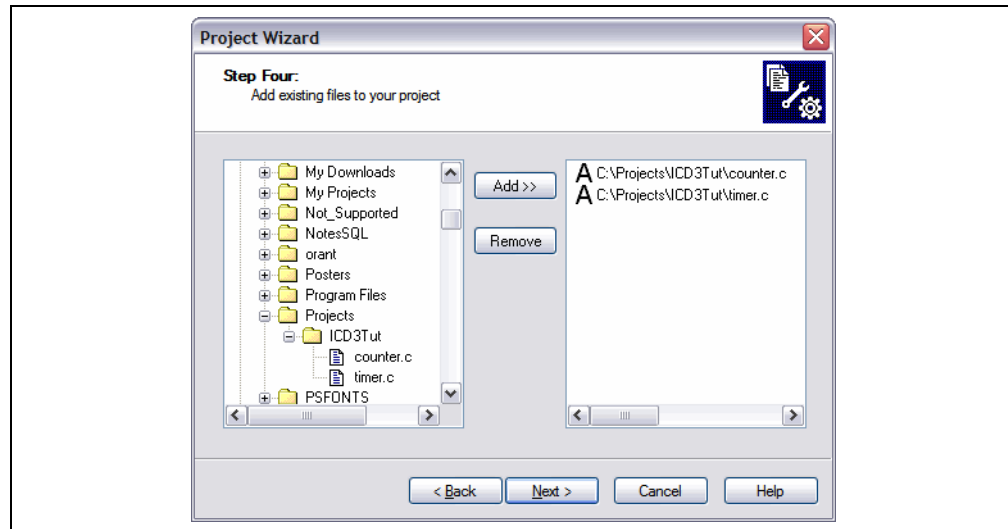 Project Wizard
Step Four:
Add existing files to your project
My Downloads
My Projects
Not_Supported
NotesSQL
orant
Posters
Program Files
Projects
ICD3Tut
counter.c
timer.c
PSFONTS
Add >>
Remove
A C:\Projects\ICD3Tut\counter.c
A C:\Projects\ICD3Tut\timer.c
< Back
Next >
Cancel
Help